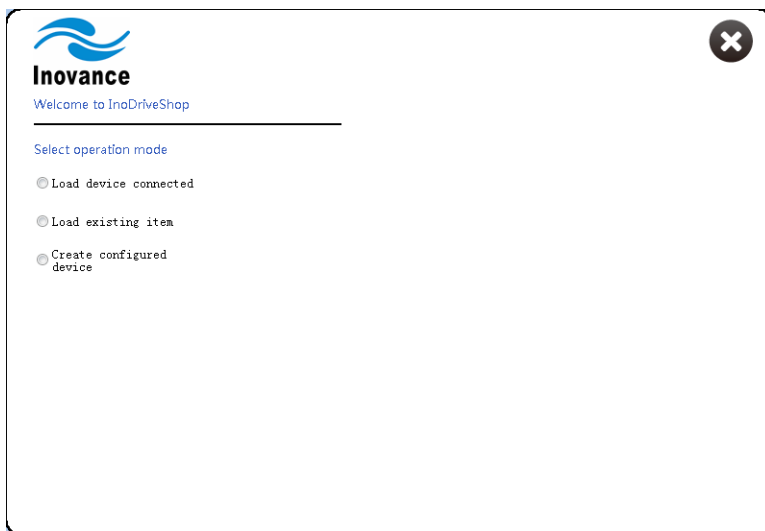 Inovance
Welcome to InoDriveShop
Select operation mode
Load device connected
Load existing item
Create configured
device